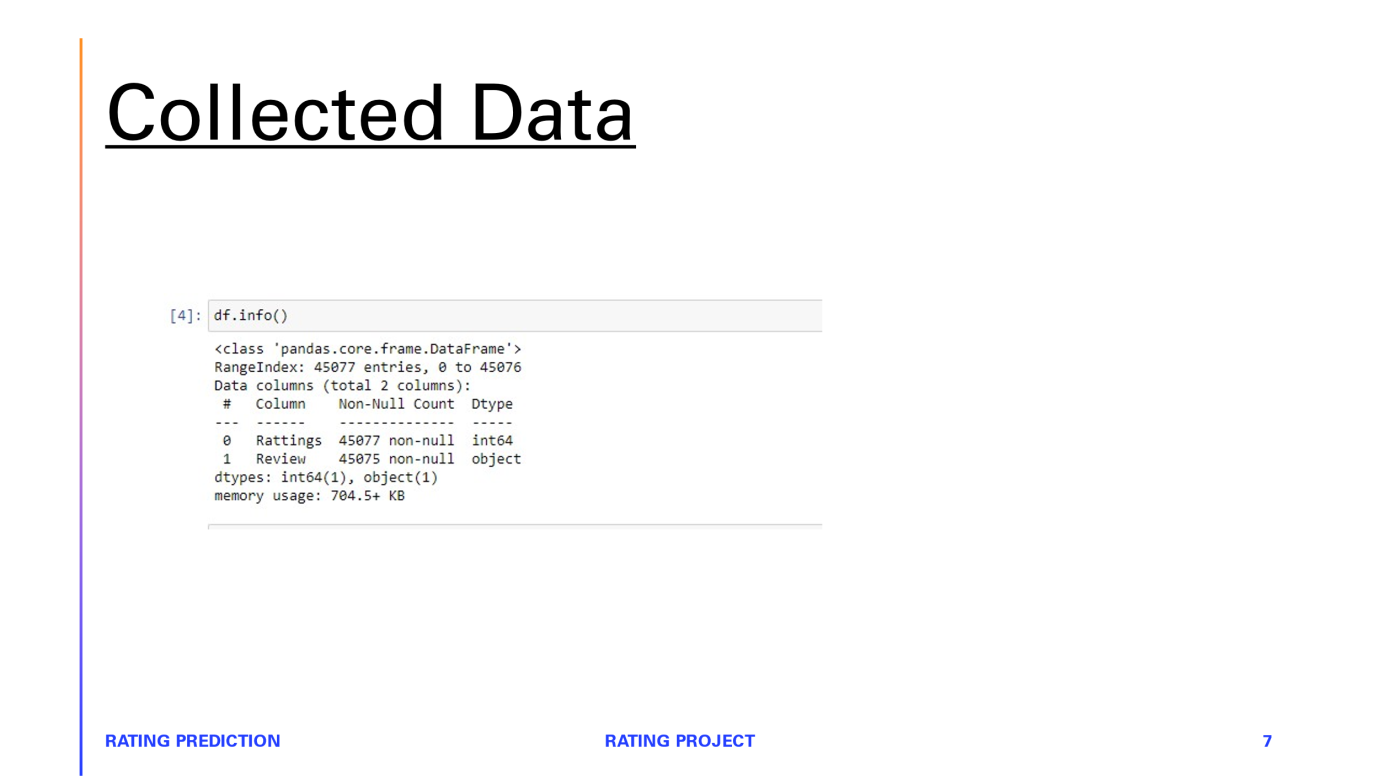 Collected Data
[4]: df.info()
<class 'pandas.core.frame.DataFrame'>
RangeIndex: 45077 entries, 0 to 45076
Data columns (total 2 columns):
 #   Column    Non-Null Count  Dtype
---  ------    --------------  -----
 0   Rattings  45077 non-null  int64
 1   Review    45075 non-null  object
dtypes: int64(1), object(1)
memory usage: 704.5+ KB
RATING PREDICTION RATING PROJECT 7